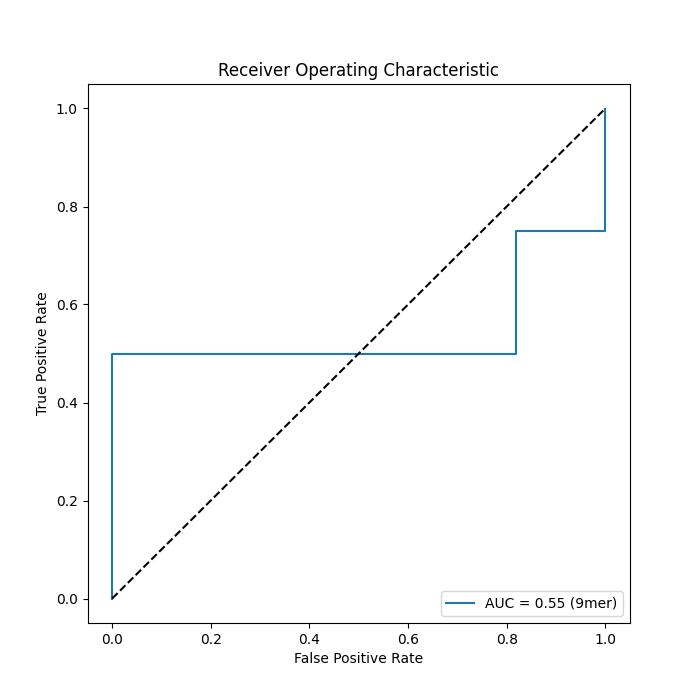 Receiver Operating Characteristic
True Positive Rate
1.0
0.8
0.6
0.4
0.2
0.0
AUC = 0.55 (9mer)
0.0 0.2 0.4 0.6 0.8 1.0
False Positive Rate